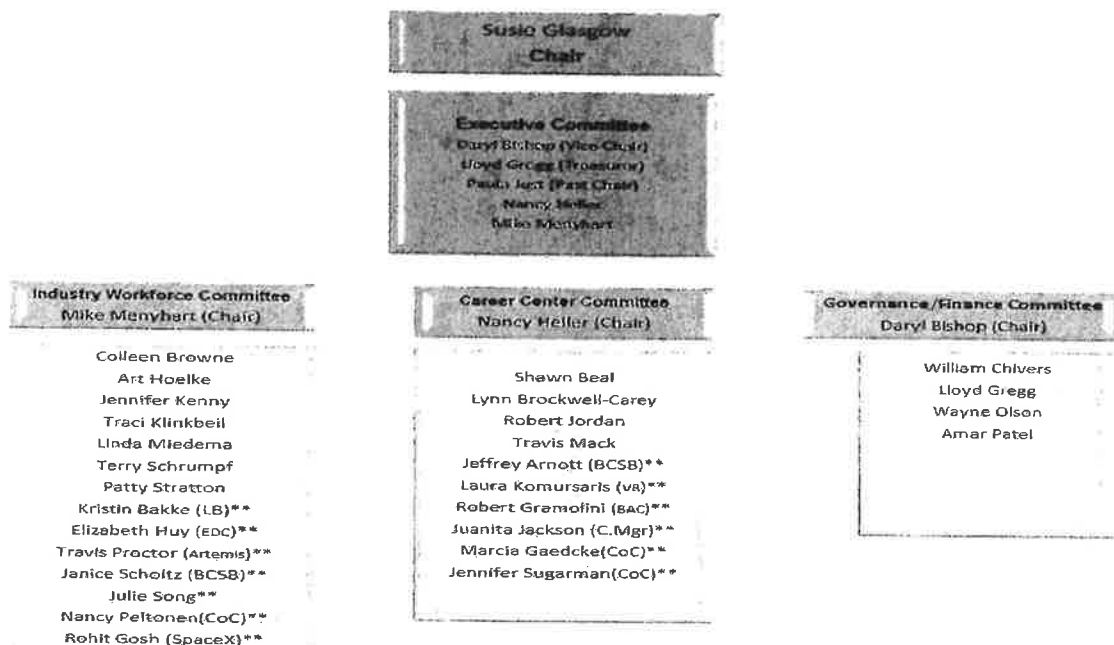 Susie Glasgow
Chair
Executive Committee
Daryl Bishop (Vice Chair)
Lloyd Gregg (Treasurer)
Paula Just (Past Chair)
Nancy Heller
Mike Menyhart
Industry Workforce Committee
Mike Menyhart (Chair)
Colleen Browne
Art Hoelke
Jennifer Kenny
Traci Klinkbeil
Linda Miedema
Terry Schrumpf
Patty Stratton
Kristin Bakke (LB)**
Elizabeth Huy (EDC)**
Travis Proctor (Artemis)**
Janice Scholtz (BCSB)**
Julie Song**
Nancy Peltonen(CoC)**
Rohit Gosh (SpaceX)**
Career Center Committee
Nancy Heller (Chair)
Shawn Beal
Lynn Brockwell-Carey
Robert Jordan
Travis Mack
Jeffrey Arnott (BCSB)**
Laura Komursaris (VR)**
Robert Gramolini (BAC)**
Juanita Jackson (C.Mgr)**
Marcia Gaedcke(CoC)**
Jennifer Sugarman(CoC)**
Governance/Finance Committee
Daryl Bishop (Chair)
William Chivers
Lloyd Gregg
Wayne Olson
Amar Patel